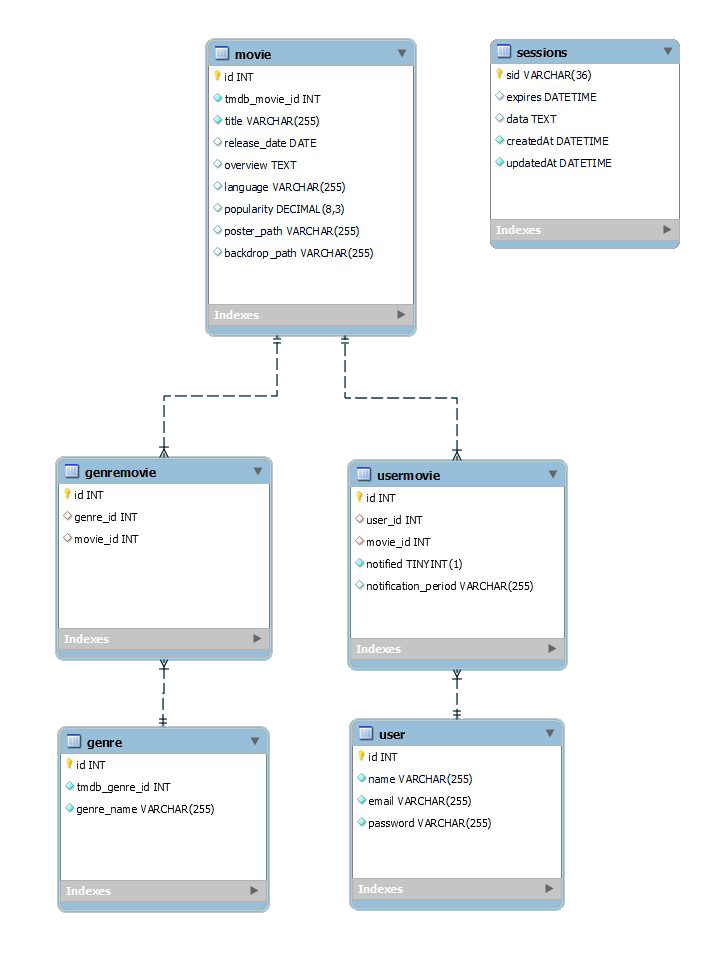 movie
id INT
tmdb_movie_id INT
title VARCHAR(255)
release_date DATE
overview TEXT
language VARCHAR(255)
popularity DECIMAL(8,3)
poster_path VARCHAR(255)
backdrop_path VARCHAR(255)
Indexes
sessions
sid VARCHAR(36)
expires DATETIME
data TEXT
createdAt DATETIME
updatedAt DATETIME
Indexes
genremovie
id INT
genre_id INT
movie_id INT
Indexes
usermovie
id INT
user_id INT
movie_id INT
notified TINYINT(1)
notification_period VARCHAR(255)
Indexes
genre
id INT
tmdb_genre_id INT
genre_name VARCHAR(255)
Indexes
user
id INT
name VARCHAR(255)
email VARCHAR(255)
password VARCHAR(255)
Indexes